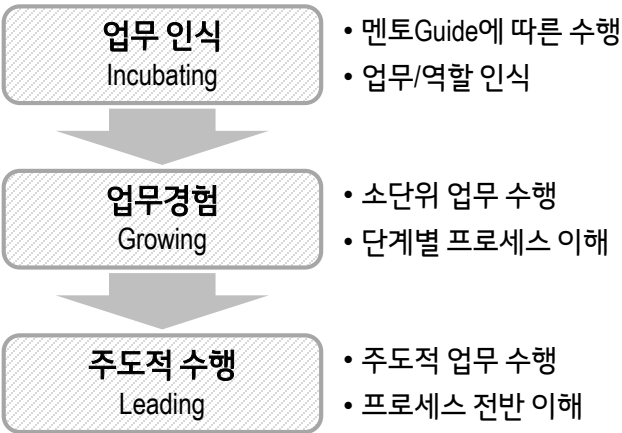 업무 인식
Incubating
• 멘토Guide에 따른 수행
• 업무/역할 인식
업무경험
Growing
• 소단위 업무 수행
• 단계별 프로세스 이해
주도적 수행
Leading
• 주도적 업무 수행
• 프로세스 전반 이해